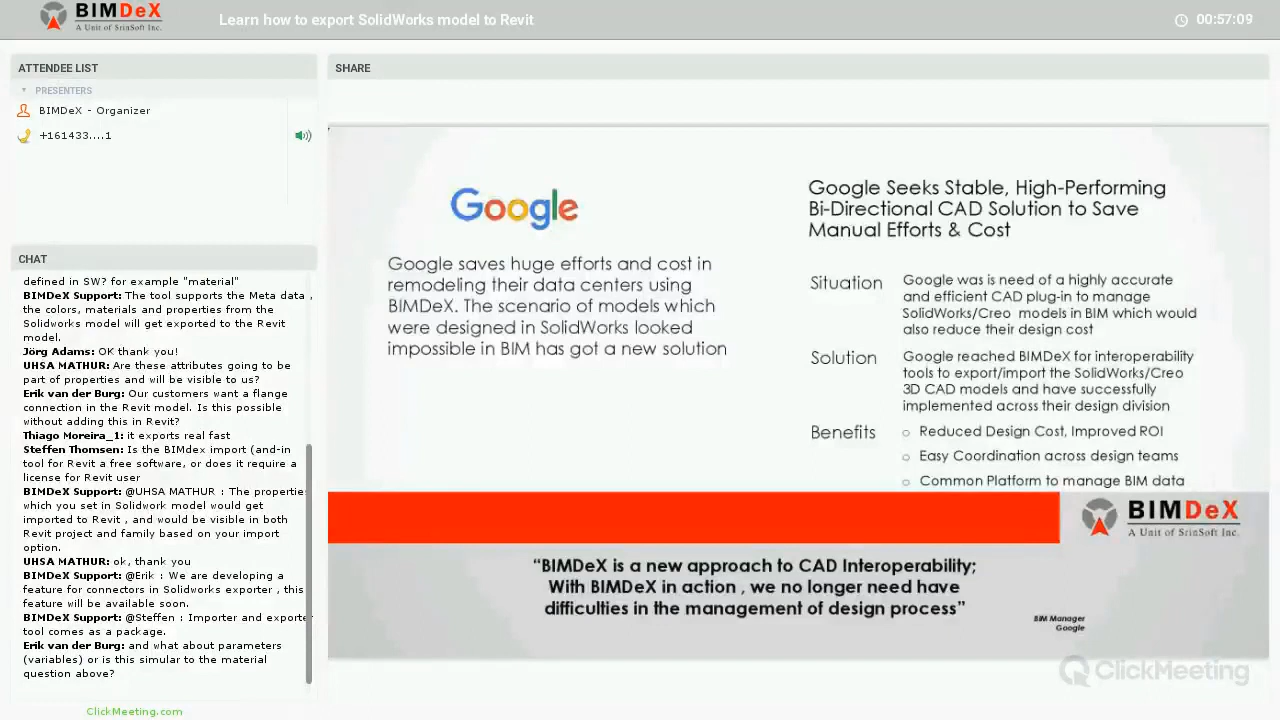 BIMDeX
A Unit of SrinSoft Inc.
Learn how to export SolidWorks model to Revit
00:57:09
ATTENDEE LIST
PRESENTERS
BIMDeX - Organizer
+161433....1
CHAT
defined in SW? for example "material"
BIMDeX Support: The tool supports the Meta data ,
the colors, materials and properties from the
Solidworks model will get exported to the Revit
model.
Jörg Adams: OK thank you!
UHSA MATHUR: Are these attributes going to be
part of properties and will be visible to us?
Erik van der Burg: Our customers want a flange
connection in the Revit model. Is this possible
without adding this in Revit?
Thiago Moreira_1: it exports real fast
Steffen Thomsen: Is the BIMdex import (and-in
tool for Revit a free software, or does it require a
license for Revit user
BIMDeX Support: @UHSA MATHUR : The propertie
which you set in Solidwork model would get
imported to Revit , and would be visible in both
Revit project and family based on your import
option.
UHSA MATHUR: ok, thank you
BIMDeX Support: @Erik : We are developing a
feature for connectors in Solidworks exporter , this
feature will be available soon.
BIMDeX Support: @Steffen : Importer and exporter
tool comes as a package.
Erik van der Burg: and what about parameters
(variables) or is this simular to the material
question above?
ClickMeeting.com
SHARE
Google
Google saves huge efforts and cost in
remodeling their data centers using
BIMDeX. The scenario of models which
were designed in SolidWorks looked
impossible in BIM has got a new solution
Google Seeks Stable, High-Performing
Bi-Directional CAD Solution to Save
Manual Efforts & Cost
Situation
Google was is need of a highly accurate
and efficient CAD plug-in to manage
SolidWorks/Creo models in BIM which would
also reduce their design cost
Solution
Google reached BIMDeX for interoperability
tools to export/import the SolidWorks/Creo
3D CAD models and have successfully
implemented across their design division
Benefits
○ Reduced Design Cost, Improved ROI
○ Easy Coordination across design teams
○ Common Platform to manage BIM data
BIMDeX
A Unit of SrinSoft Inc.
“BIMDeX is a new approach to CAD Interoperability;
With BIMDeX in action , we no longer need have
difficulties in the management of design process”
BIM Manager
Google
ClickMeeting